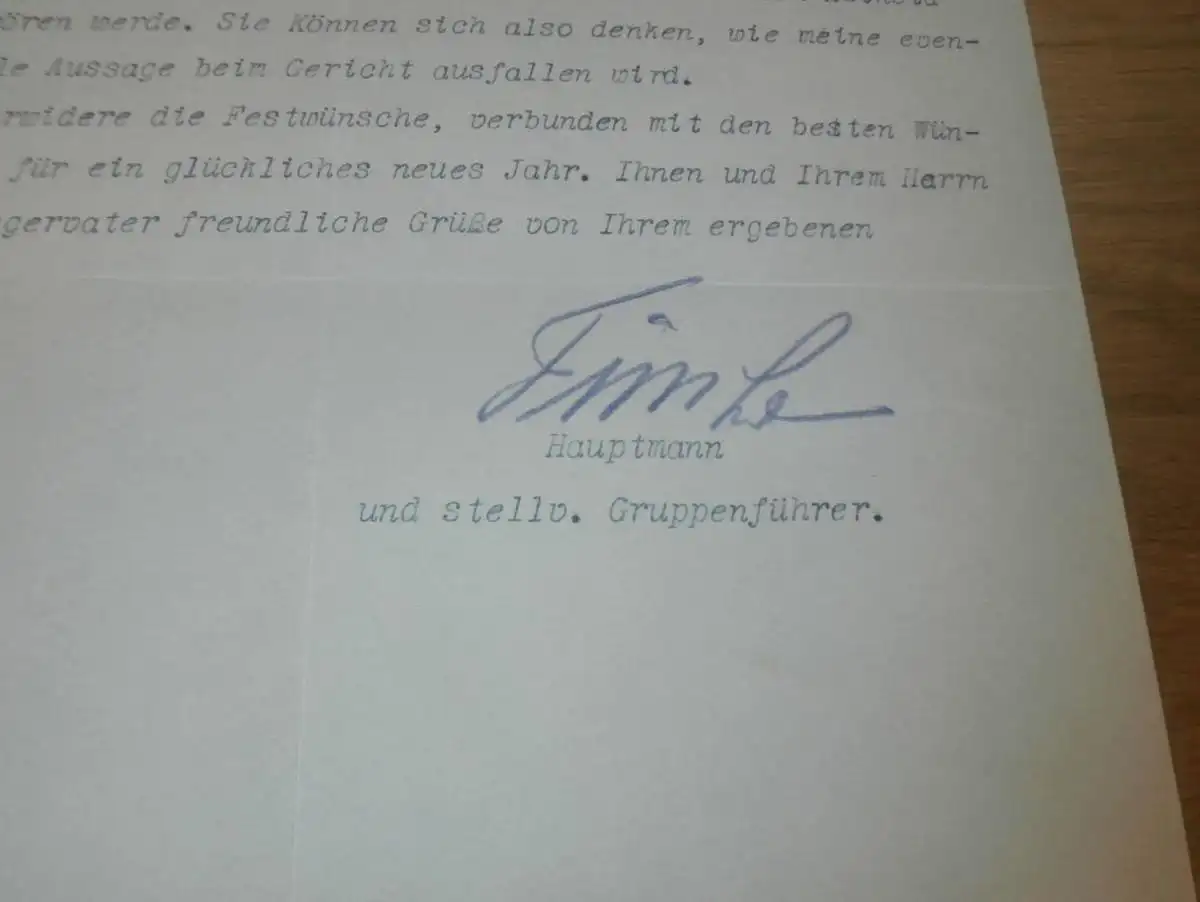 ören werde. Sie Können sich also denken, wie meine even-
le Aussage beim Gericht ausfallen wird.
rwidere die Festwünsche, verbunden mit den besten Wün-
für ein glückliches neues Jahr. Ihnen und Ihrem Harrn
gervater freundliche Grüße von Ihrem ergebenen
Hauptmann
und stellv. Gruppenführer.